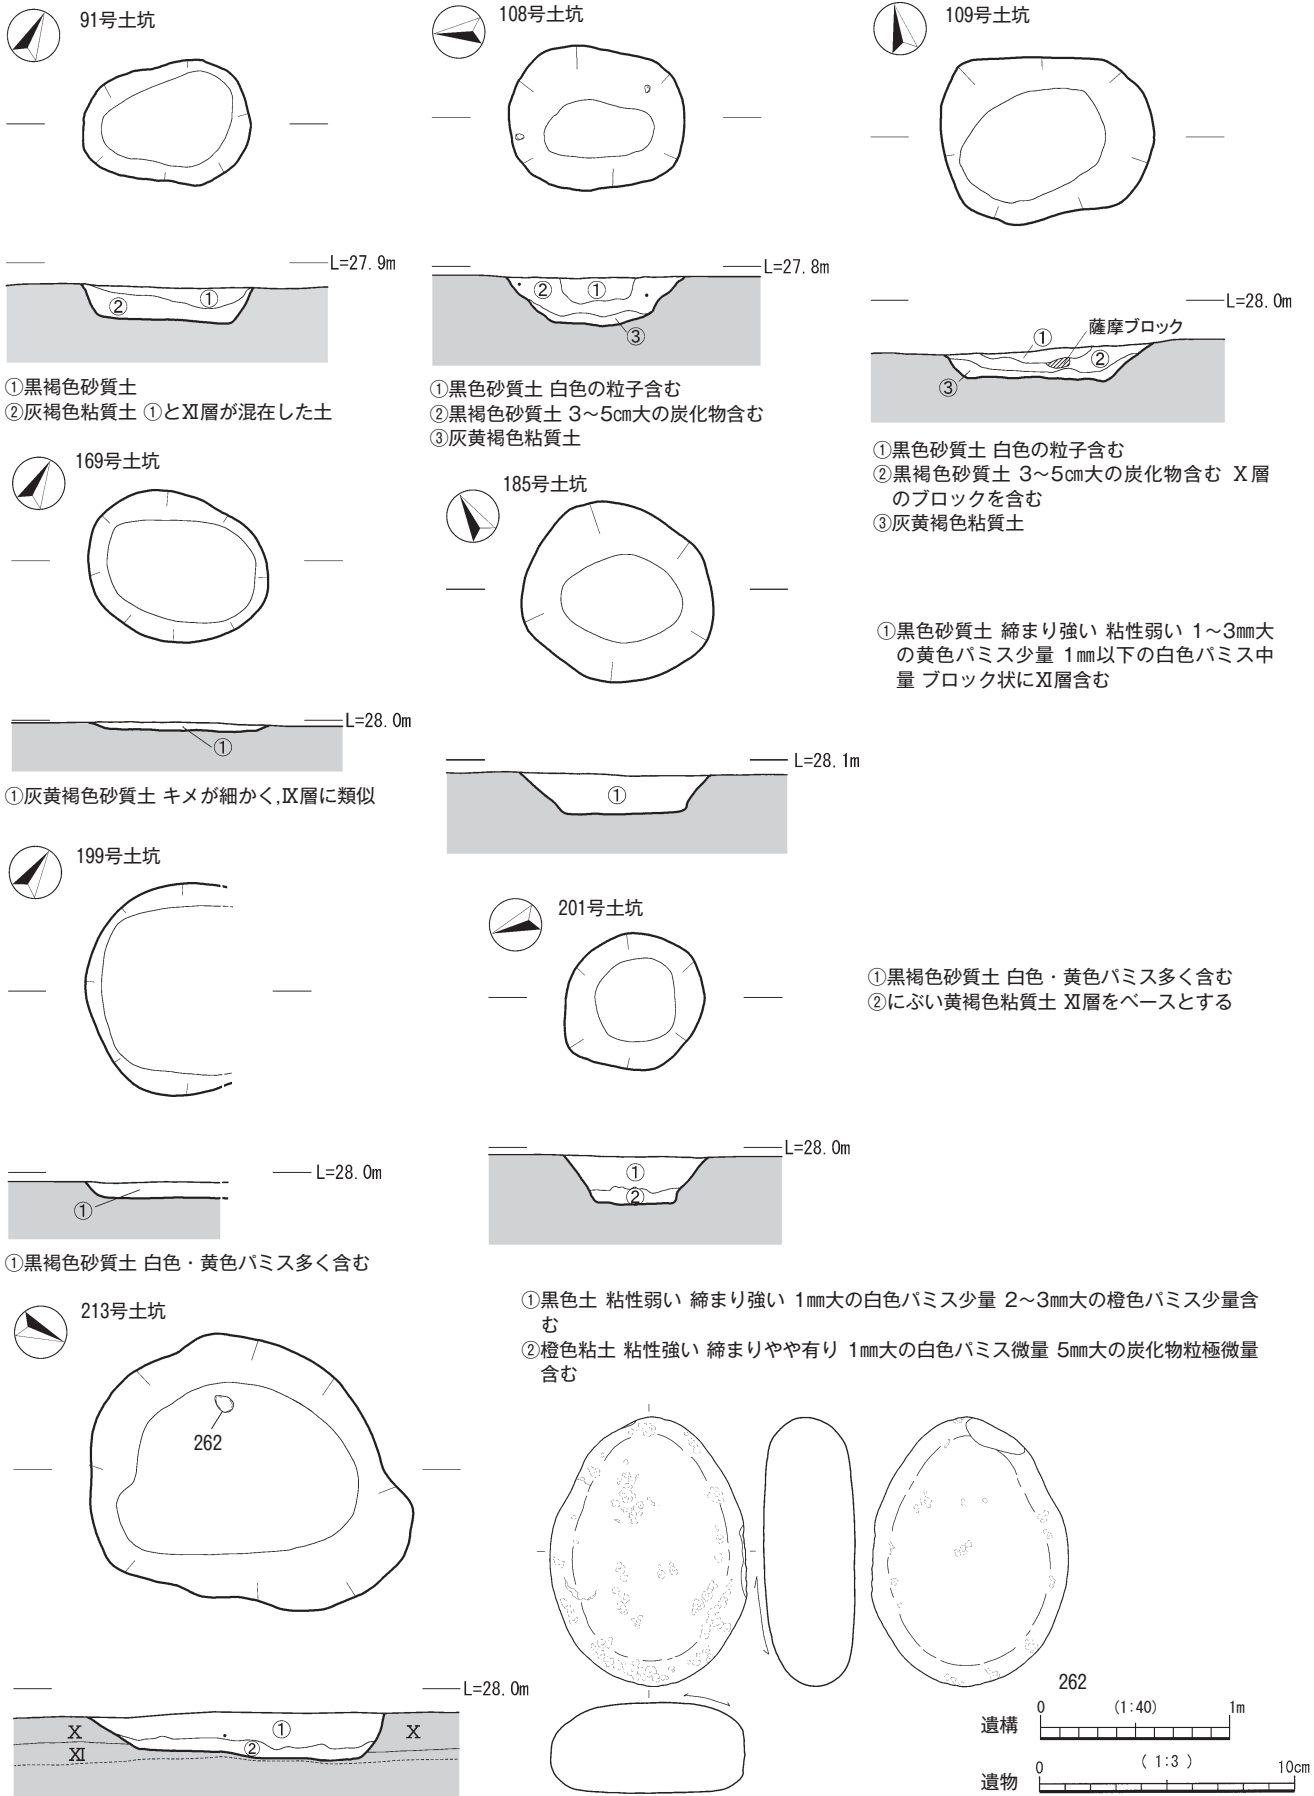 91号土坑
L=27.9m
①
②
①黒褐色砂質土
②灰褐色粘質土 ①とⅪ層が混在した土
108号土坑
L=27.8m
②
①
③
①黒色砂質土 白色の粒子含む
②黒褐色砂質土 3～5㎝大の炭化物含む
③灰黄褐色粘質土
109号土坑
L=28.0m
薩摩ブロック
①
②
③
①黒色砂質土 白色の粒子含む
②黒褐色砂質土 3～5㎝大の炭化物含む Ⅹ層
のブロックを含む
③灰黄褐色粘質土
169号土坑
L=28.0m
①
①灰黄褐色砂質土 キメが細かく,Ⅸ層に類似
185号土坑
L=28.1m
①
①黒色砂質土 締まり強い 粘性弱い 1～3㎜大
の黄色パミス少量 1㎜以下の白色パミス中
量 ブロック状にⅪ層含む
199号土坑
L=28.0m
①
①黒褐色砂質土 白色・黄色パミス多く含む
201号土坑
L=28.0m
①
②
①黒褐色砂質土 白色・黄色パミス多く含む
②にぶい黄褐色粘質土 Ⅺ層をベースとする
213号土坑
262
L=28.0m
Ⅹ
①
Ⅹ
Ⅺ
②
①黒色土 粘性弱い 締まり強い 1㎜大の白色パミス少量 2～3㎜大の橙色パミス少量含
む
②橙色粘土 粘性強い 締まりやや有り 1㎜大の白色パミス微量 5㎜大の炭化物粒極微量
含む
262
遺構
0 (1:40) 1m
遺物
0 (1:3) 10cm